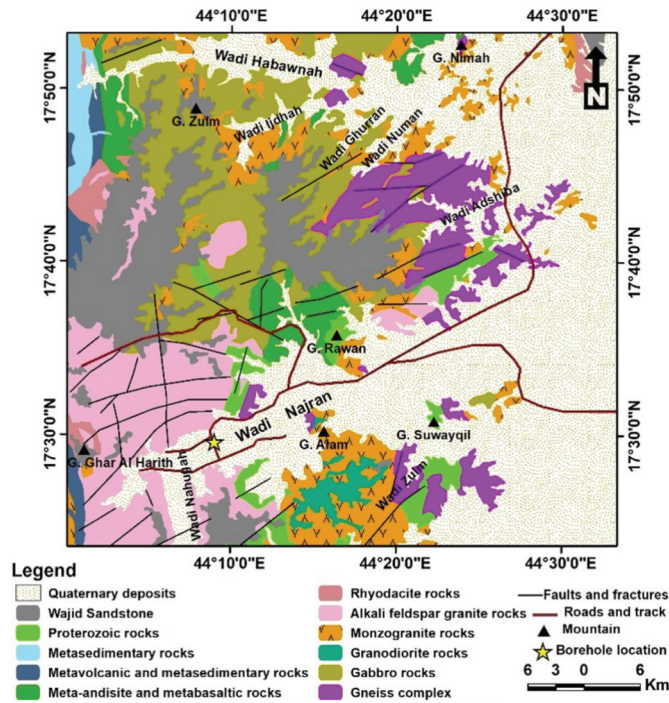 44°10'0"E 44°20'0"E 44°30'0"E
17°50'0"N
17°40'0"N
17°30'0"N
17°50'0"N
17°40'0"N
17°30'0"N
N
Wadi Habawnah
G. Nimah
G. Zulm
Wadi Ijdhah
Wadi Ghurran
Wadi Numan
Wadi Adshiba
G. Rawan
Wadi Najran
G. Alam
G. Suwayqil
G. Ghar Al Harith
Wadi Nahuqah
Wadi Zulm
44°10'0"E 44°20'0"E 44°30'0"E
Legend
Quaternary deposits
Wajid Sandstone
Proterozoic rocks
Metasedimentary rocks
Metavolcanic and metasedimentary rocks
Meta-andisite and metabasaltic rocks
Rhyodacite rocks
Alkali feldspar granite rocks
Monzogranite rocks
Granodiorite rocks
Gabbro rocks
Gneiss complex
Faults and fractures
Roads and track
Mountain
Borehole location
6 3 0 6
Km